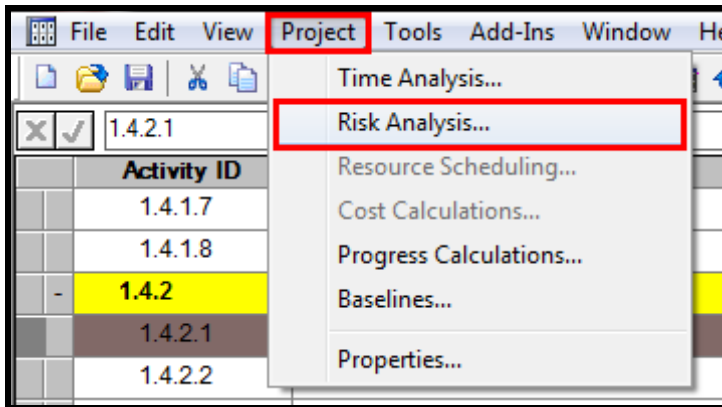 File Edit View Project Tools Add-Ins Window He
Time Analysis...
1.4.2.1 Risk Analysis...
Activity ID Resource Scheduling...
1.4.1.7 Cost Calculations...
1.4.1.8 Progress Calculations...
- 1.4.2 Baselines...
1.4.2.1
1.4.2.2 Properties...